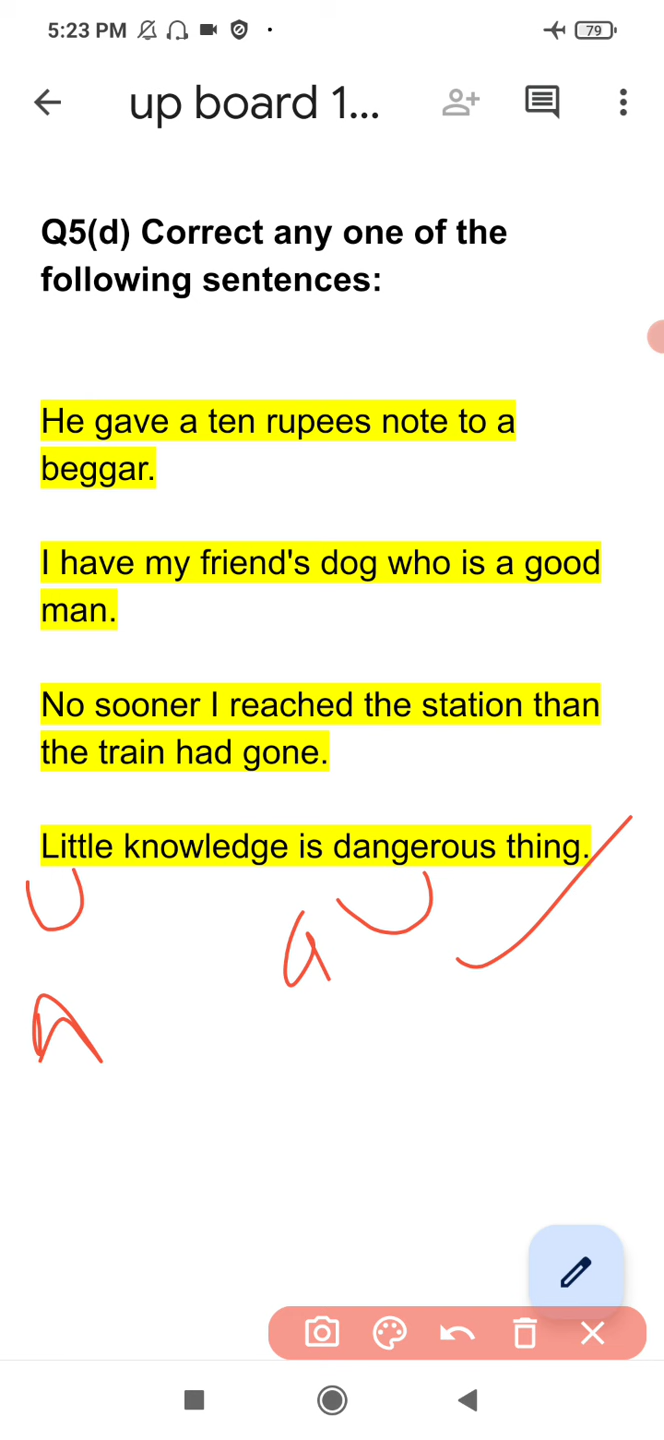 5:23 PM
79
up board 1...
Q5(d) Correct any one of the
following sentences:
He gave a ten rupees note to a
beggar.
I have my friend's dog who is a good
man.
No sooner I reached the station than
the train had gone.
Little knowledge is dangerous thing.
a
A